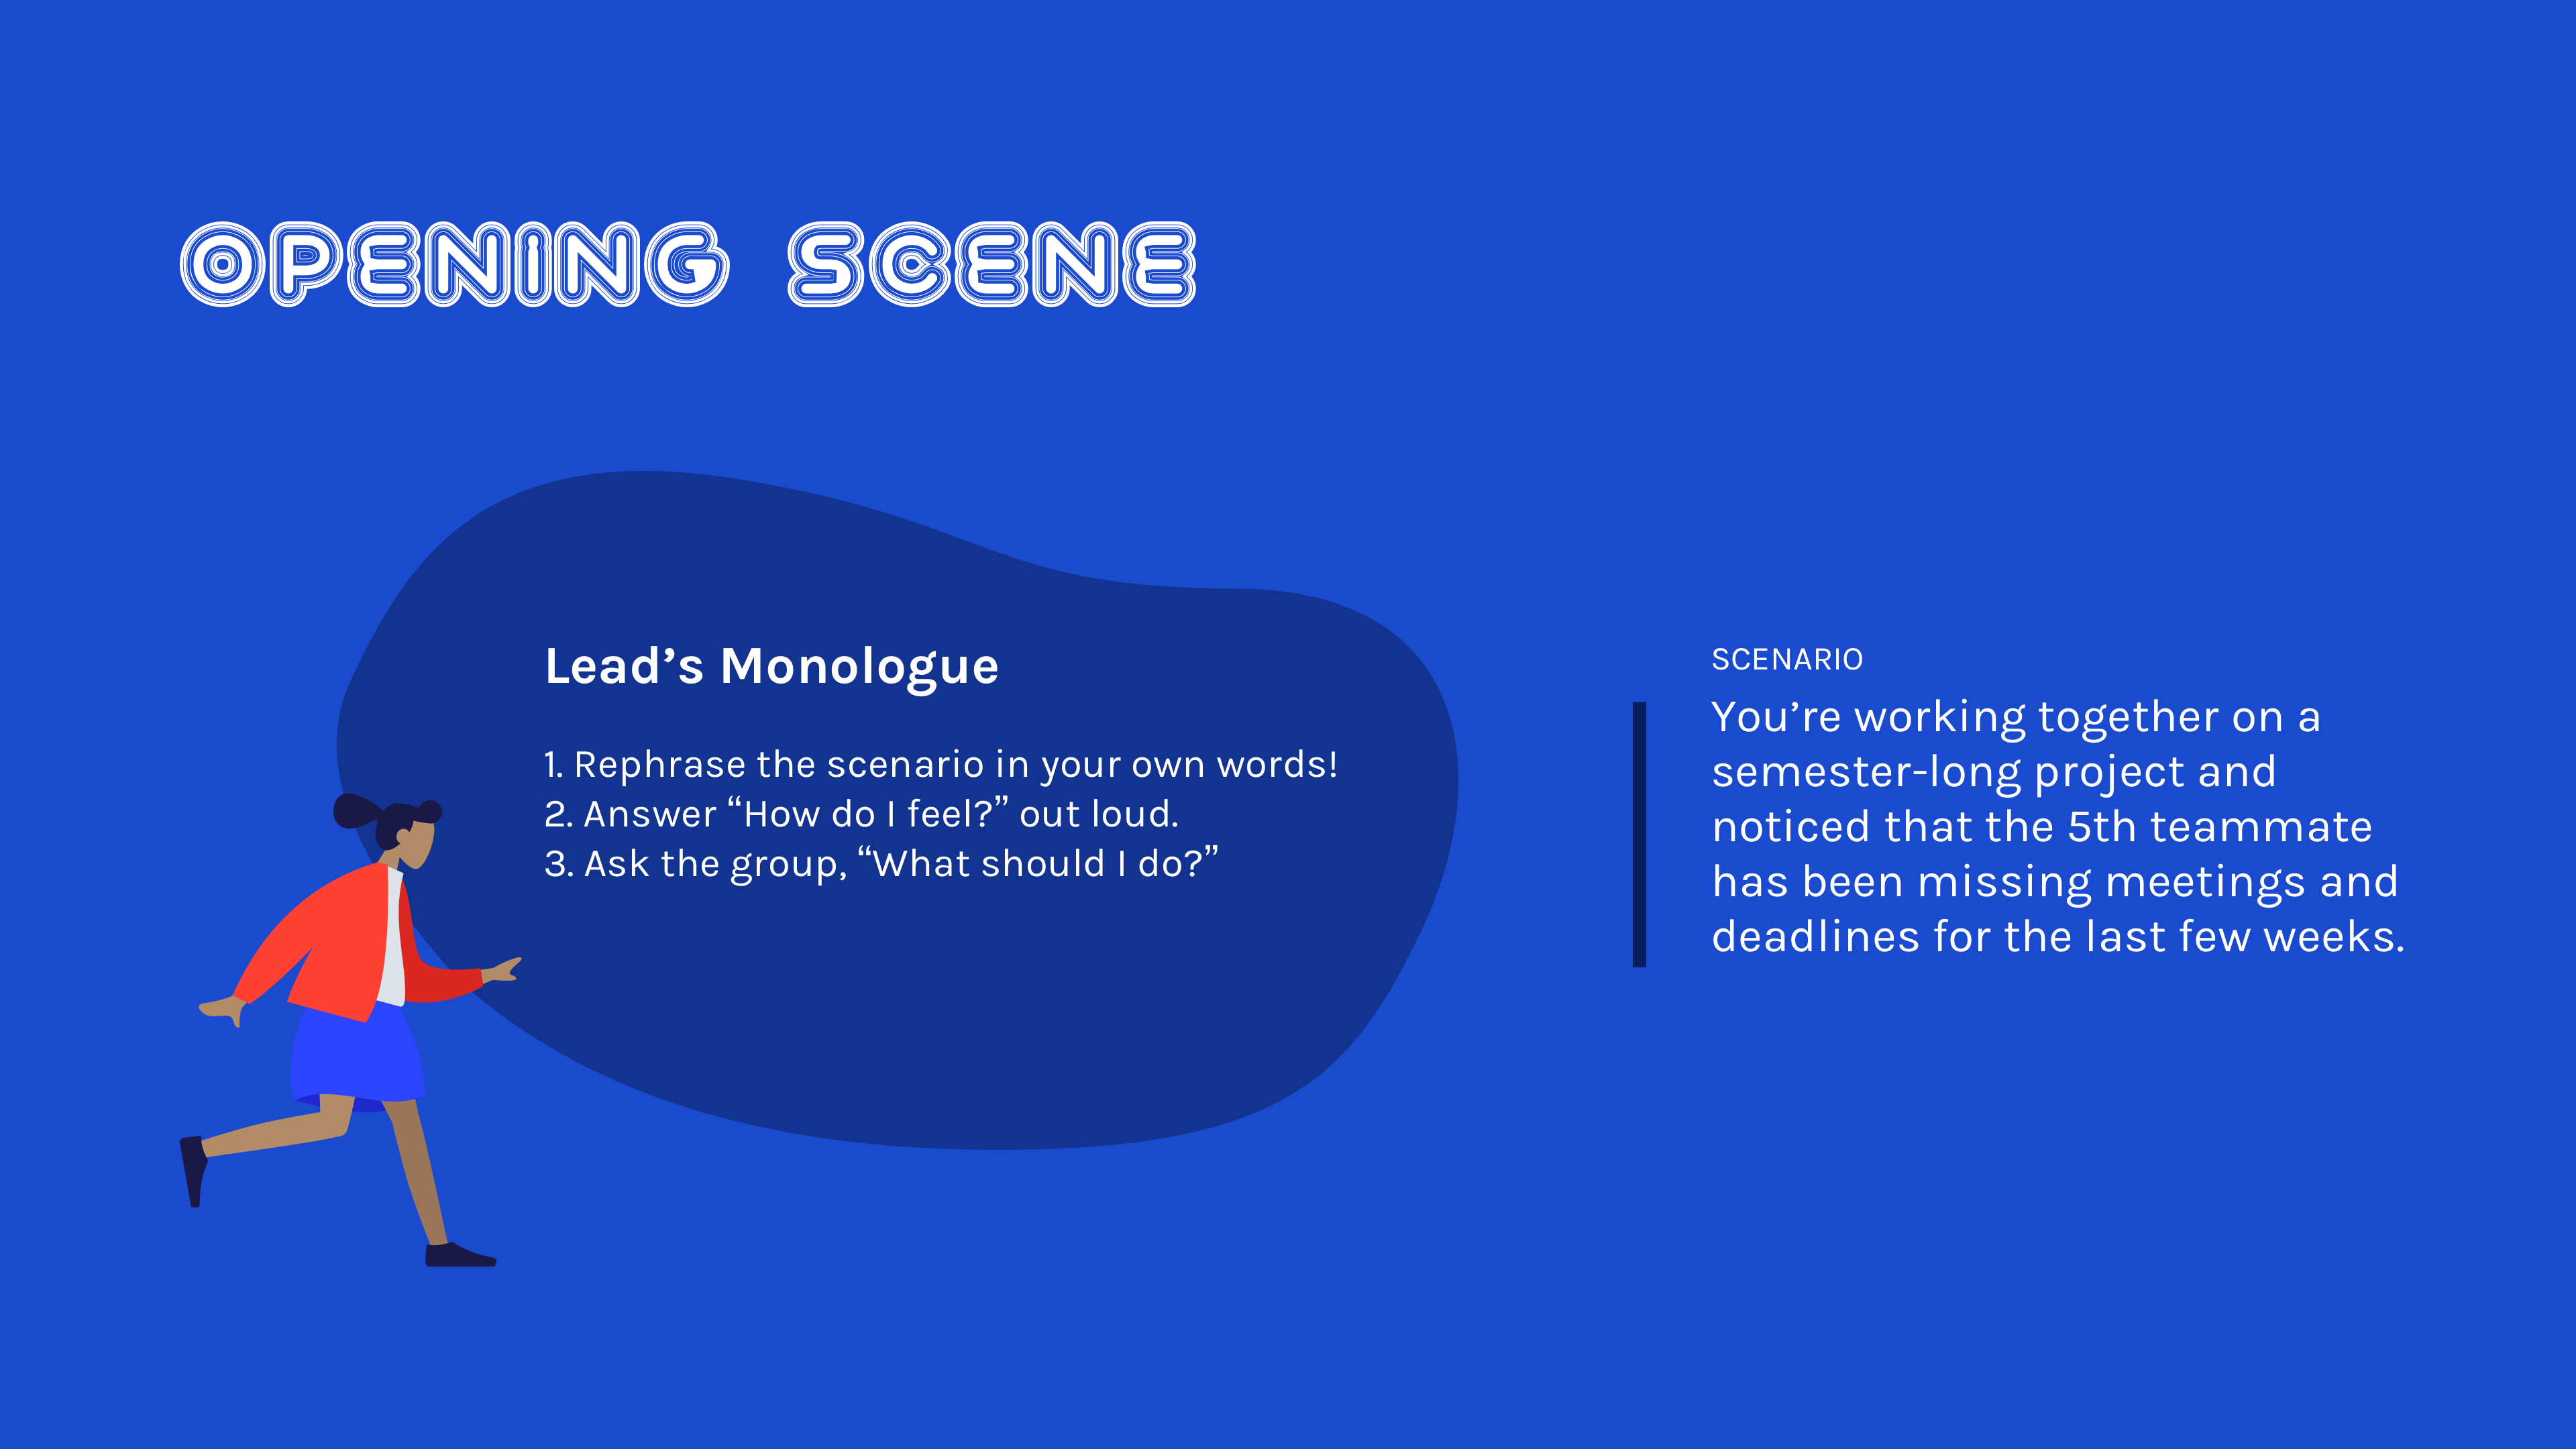 OPENING SCENE
Lead’s Monologue
1. Rephrase the scenario in your own words!
2. Answer “How do I feel?” out loud.
3. Ask the group, “What should I do?”
SCENARIO
You’re working together on a
semester-long project and
noticed that the 5th teammate
has been missing meetings and
deadlines for the last few weeks.